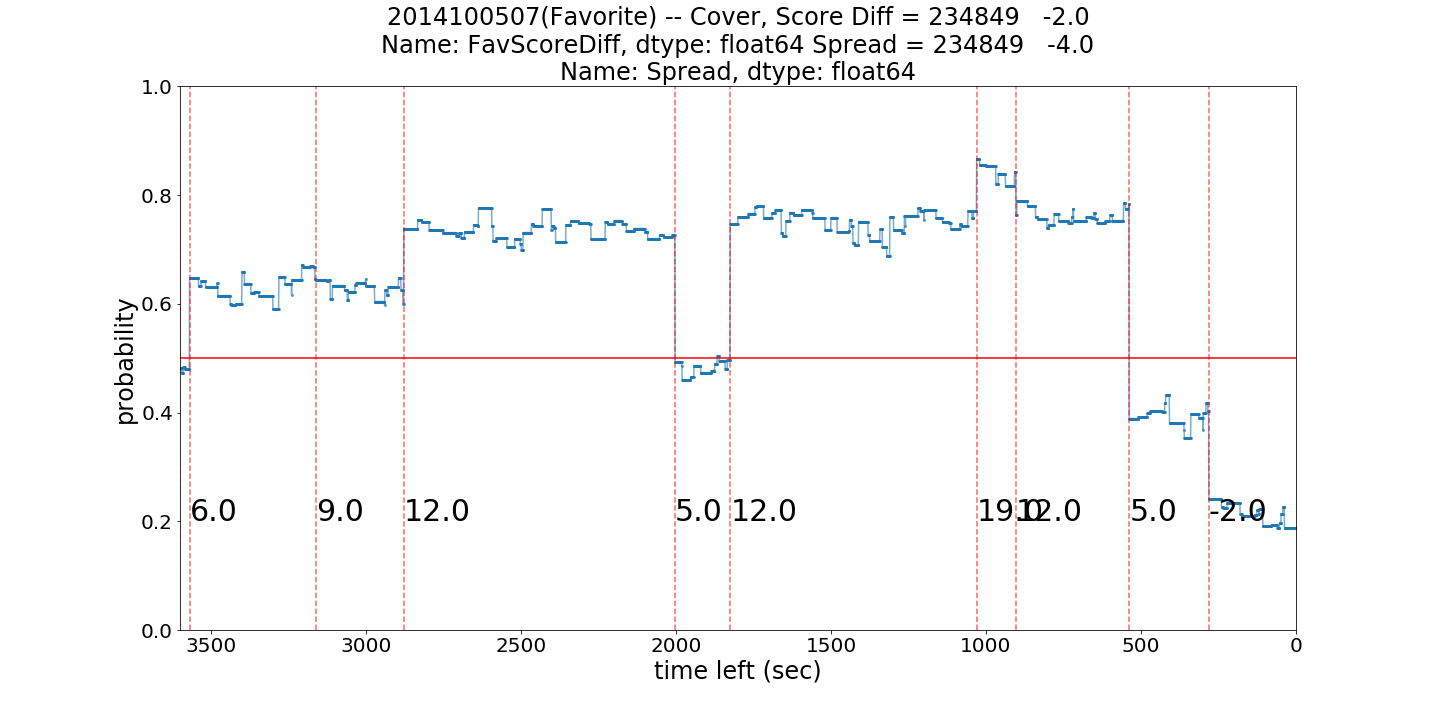 2014100507(Favorite) -- Cover, Score Diff = 234849   -2.0
Name: FavScoreDiff, dtype: float64 Spread = 234849   -4.0
Name: Spread, dtype: float64
1.0
0.8
0.6
0.4
0.2
0.0
probability
6.0 9.0 12.0 5.0 12.0 19.0 12.0 5.0 -2.0
3500 3000 2500 2000 1500 1000 500 0
time left (sec)